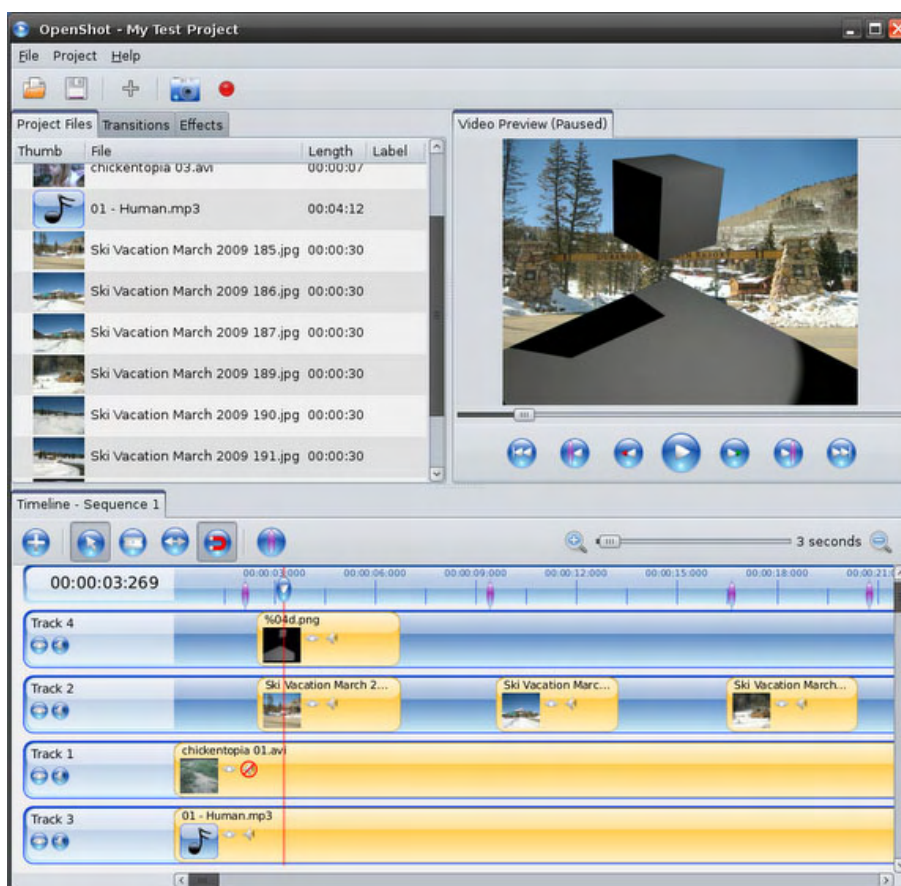 OpenShot - My Test Project
File Project Help
Project Files Transitions Effects
Thumb File Length Label
chickentopia 03.avi 00:00:07
01 - Human.mp3 00:04:12
Ski Vacation March 2009 185.jpg 00:00:30
Ski Vacation March 2009 186.jpg 00:00:30
Ski Vacation March 2009 187.jpg 00:00:30
Ski Vacation March 2009 189.jpg 00:00:30
Ski Vacation March 2009 190.jpg 00:00:30
Ski Vacation March 2009 191.jpg 00:00:30
Video Preview (Paused)
Timeline - Sequence 1
3 seconds
00:00:03:269
00:00:03:000 00:00:06:000 00:00:09:000 00:00:12:000 00:00:15:000 00:00:18:000
Track 4
%04d.png
Track 2
Ski Vacation March 2...
Ski Vacation Marc...
Ski Vacation March...
Track 1
chickentopia 01.avi
Track 3
01 - Human.mp3